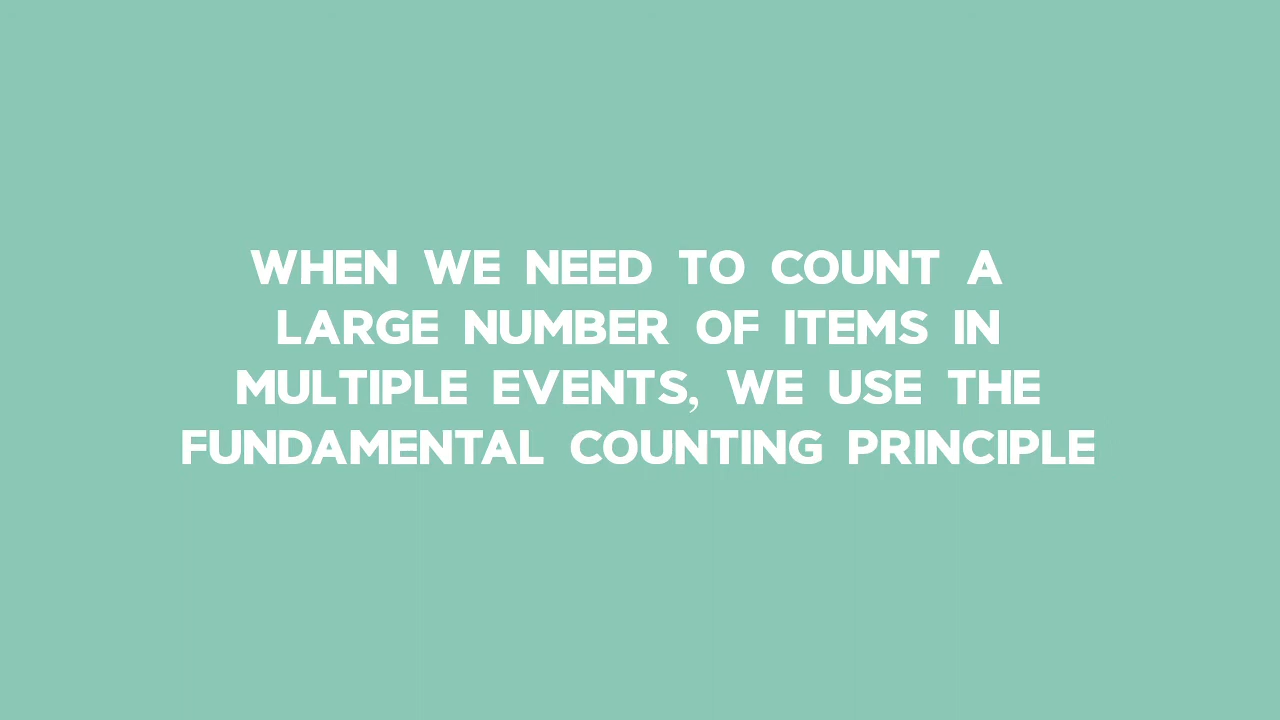 WHEN WE NEED TO COUNT A
LARGE NUMBER OF ITEMS IN
MULTIPLE EVENTS, WE USE THE
FUNDAMENTAL COUNTING PRINCIPLE